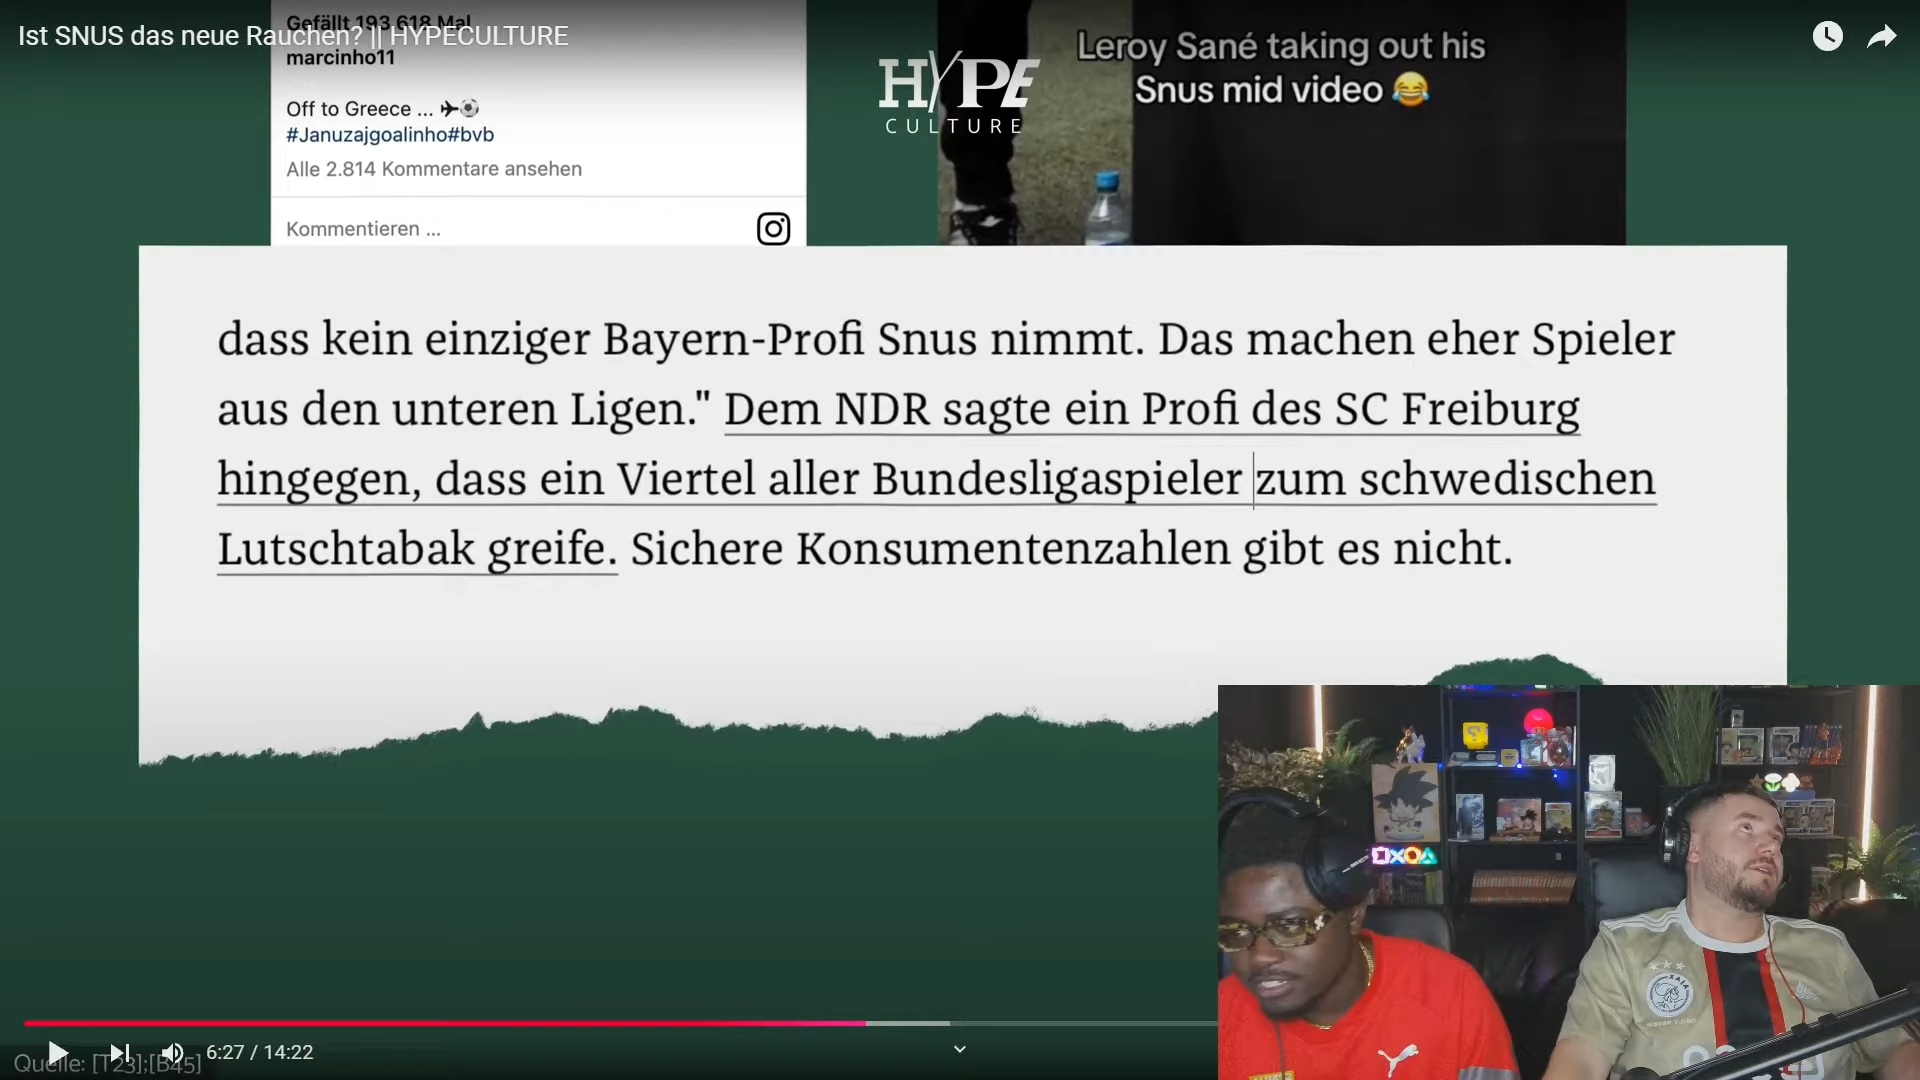 Gefällt 193.618 Mal
Ist SNUS das neue Rauchen? || HYPECULTURE
marcinho11
Off to Greece ... ✈⚽
#Januzajgoalinho#bvb
Alle 2.814 Kommentare ansehen
Kommentieren ...
HYPE
CULTURE
Leroy Sané taking out his
Snus mid video 😂
dass kein einziger Bayern-Profi Snus nimmt. Das machen eher Spieler
aus den unteren Ligen." Dem NDR sagte ein Profi des SC Freiburg
hingegen, dass ein Viertel aller Bundesligaspieler zum schwedischen
Lutschtabak greife. Sichere Konsumentenzahlen gibt es nicht.
6:27 / 14:22
Quelle: [T23];[B45]